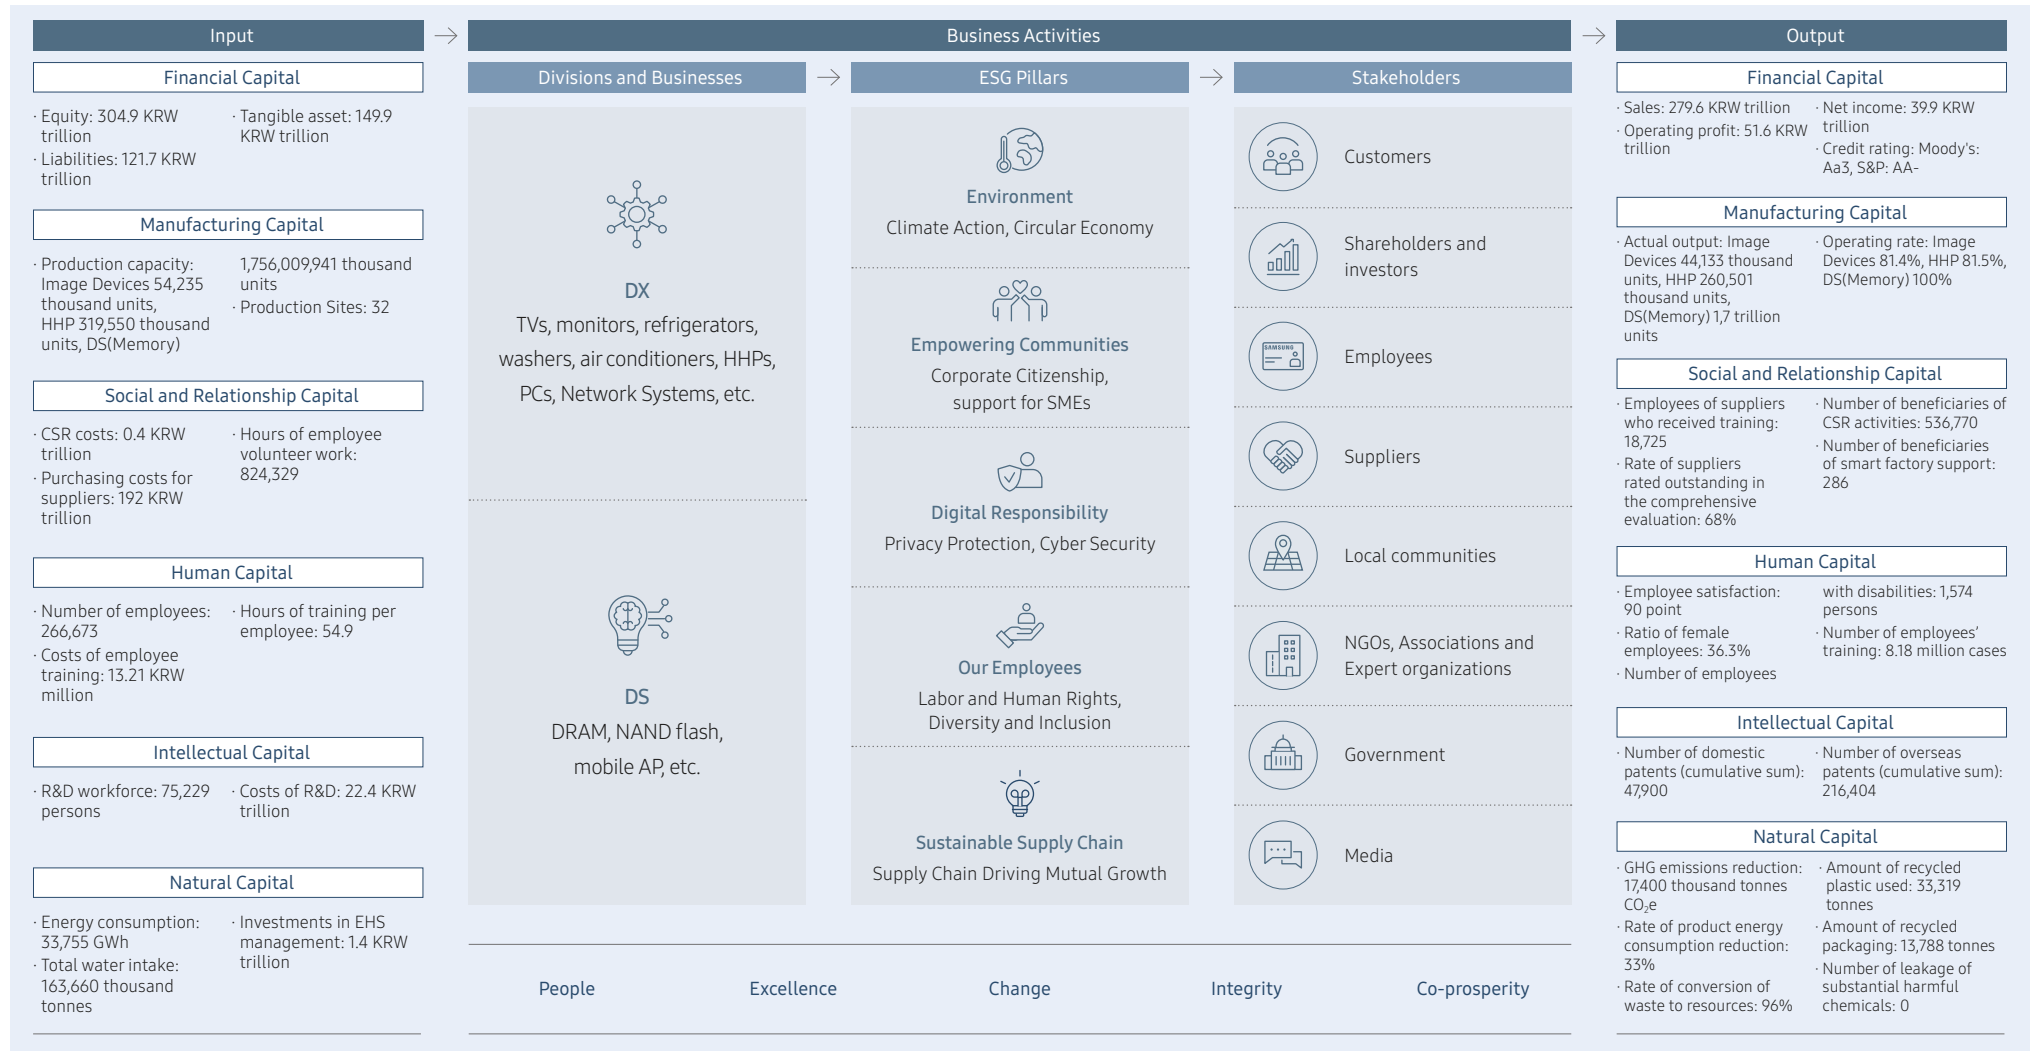 Input
Business Activities
Output
Financial Capital
· Equity: 304.9 KRW
trillion
· Liabilities: 121.7 KRW
trillion
· Tangible asset: 149.9
KRW trillion
Manufacturing Capital
· Production capacity:
Image Devices 54,235
thousand units,
HHP 319,550 thousand
units, DS(Memory)
1,756,009,941 thousand
units
· Production Sites: 32
Social and Relationship Capital
· CSR costs: 0.4 KRW
trillion
· Purchasing costs for
suppliers: 192 KRW
trillion
· Hours of employee
volunteer work:
824,329
Human Capital
· Number of employees:
266,673
· Costs of employee
training: 13.21 KRW
million
· Hours of training per
employee: 54.9
Intellectual Capital
· R&D workforce: 75,229
persons
· Costs of R&D: 22.4 KRW
trillion
Natural Capital
· Energy consumption:
33,755 GWh
· Total water intake:
163,660 thousand
tonnes
· Investments in EHS
management: 1.4 KRW
trillion
Divisions and Businesses
DX
TVs, monitors, refrigerators,
washers, air conditioners, HHPs,
PCs, Network Systems, etc.
DS
DRAM, NAND flash,
mobile AP, etc.
ESG Pillars
Environment
Climate Action, Circular Economy
Empowering Communities
Corporate Citizenship,
support for SMEs
Digital Responsibility
Privacy Protection, Cyber Security
Our Employees
Labor and Human Rights,
Diversity and Inclusion
Sustainable Supply Chain
Supply Chain Driving Mutual Growth
Stakeholders
Customers
Shareholders and
investors
SAMSUNG
Employees
Suppliers
Local communities
NGOs, Associations and
Expert organizations
Government
Media
People
Excellence
Change
Integrity
Co-prosperity
Financial Capital
· Sales: 279.6 KRW trillion
· Operating profit: 51.6 KRW
trillion
· Net income: 39.9 KRW
trillion
· Credit rating: Moody's:
Aa3, S&P: AA-
Manufacturing Capital
· Actual output: Image
Devices 44,133 thousand
units, HHP 260,501
thousand units,
DS(Memory) 1,7 trillion
units
· Operating rate: Image
Devices 81.4%, HHP 81.5%,
DS(Memory) 100%
Social and Relationship Capital
· Employees of suppliers
who received training:
18,725
· Rate of suppliers
rated outstanding in
the comprehensive
evaluation: 68%
· Number of beneficiaries of
CSR activities: 536,770
· Number of beneficiaries
of smart factory support:
286
Human Capital
· Employee satisfaction:
90 point
· Ratio of female
employees: 36.3%
· Number of employees
with disabilities: 1,574
persons
· Number of employees’
training: 8.18 million cases
Intellectual Capital
· Number of domestic
patents (cumulative sum):
47,900
· Number of overseas
patents (cumulative sum):
216,404
Natural Capital
· GHG emissions reduction:
17,400 thousand tonnes
CO₂e
· Rate of product energy
consumption reduction:
33%
· Rate of conversion of
waste to resources: 96%
· Amount of recycled
plastic used: 33,319
tonnes
· Amount of recycled
packaging: 13,788 tonnes
· Number of leakage of
substantial harmful
chemicals: 0